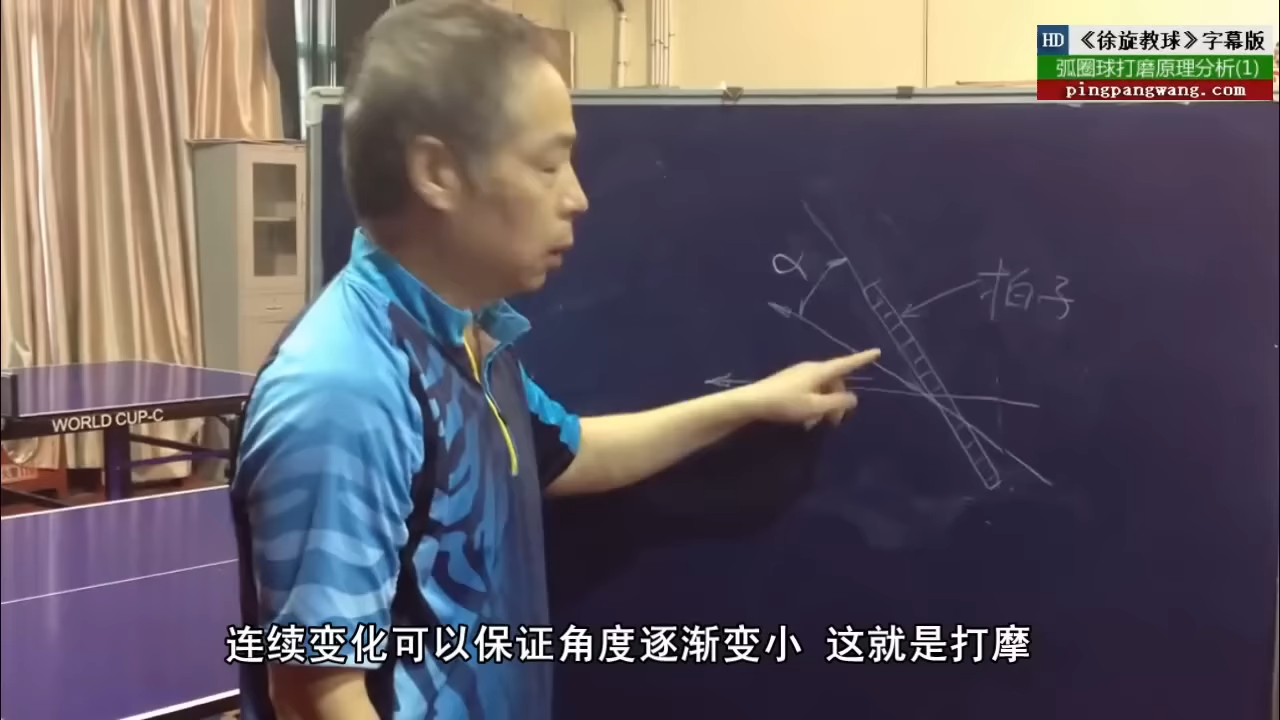 HD 《徐旋教球》字幕版
弧圈球打磨原理分析(1)
pingpangwang.com
α
拍子
WORLD CUP-C
连续变化可以保证角度逐渐变小 这就是打摩